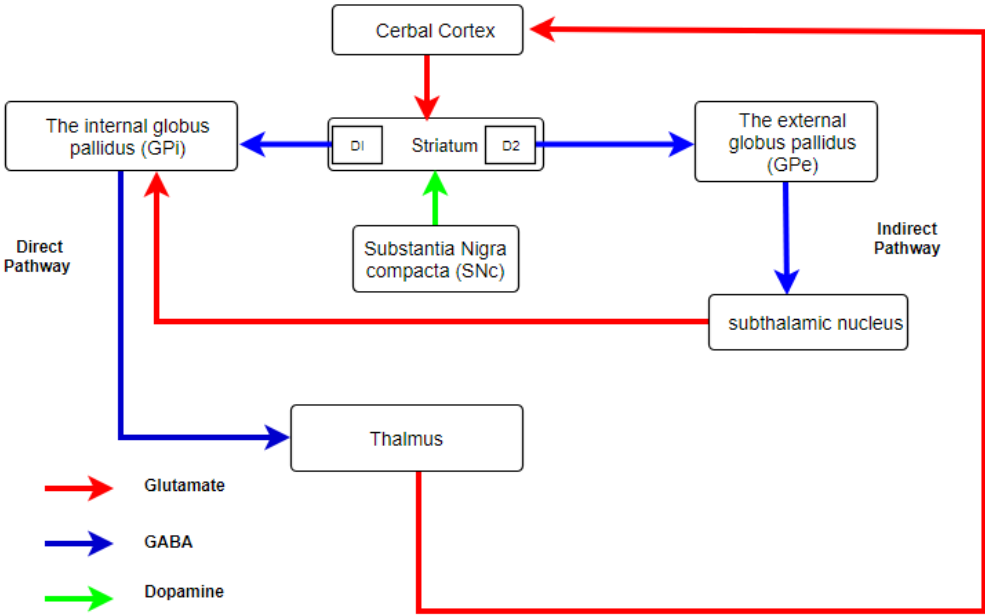 Cerbal Cortex
The internal globus
pallidus (GPi)
DI
Striatum
D2
The external
globus pallidus
(GPe)
Direct
Pathway
Substantia Nigra
compacta (SNc)
Indirect
Pathway
subthalamic nucleus
Thalmus
Glutamate
GABA
Dopamine